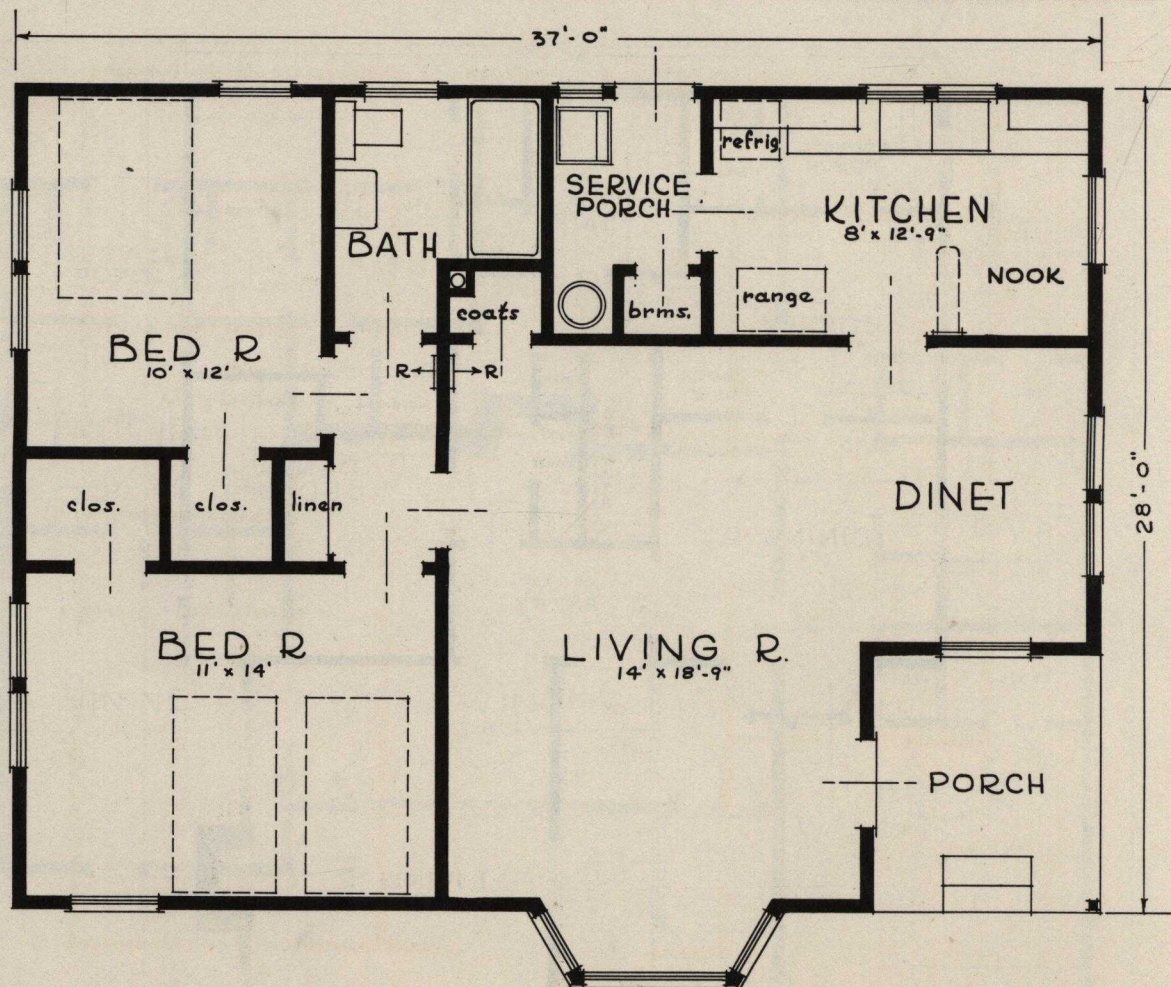 37'-0"
refrig
SERVICE
PORCH
KITCHEN
8' x 12'-9"
BATH
NOOK
coats
brms.
range
BED R
10' x 12'
R
R
clos.
clos.
linen
DINET
28'-0"
BED R
11' x 14'
LIVING R.
14' x 18'-9"
PORCH